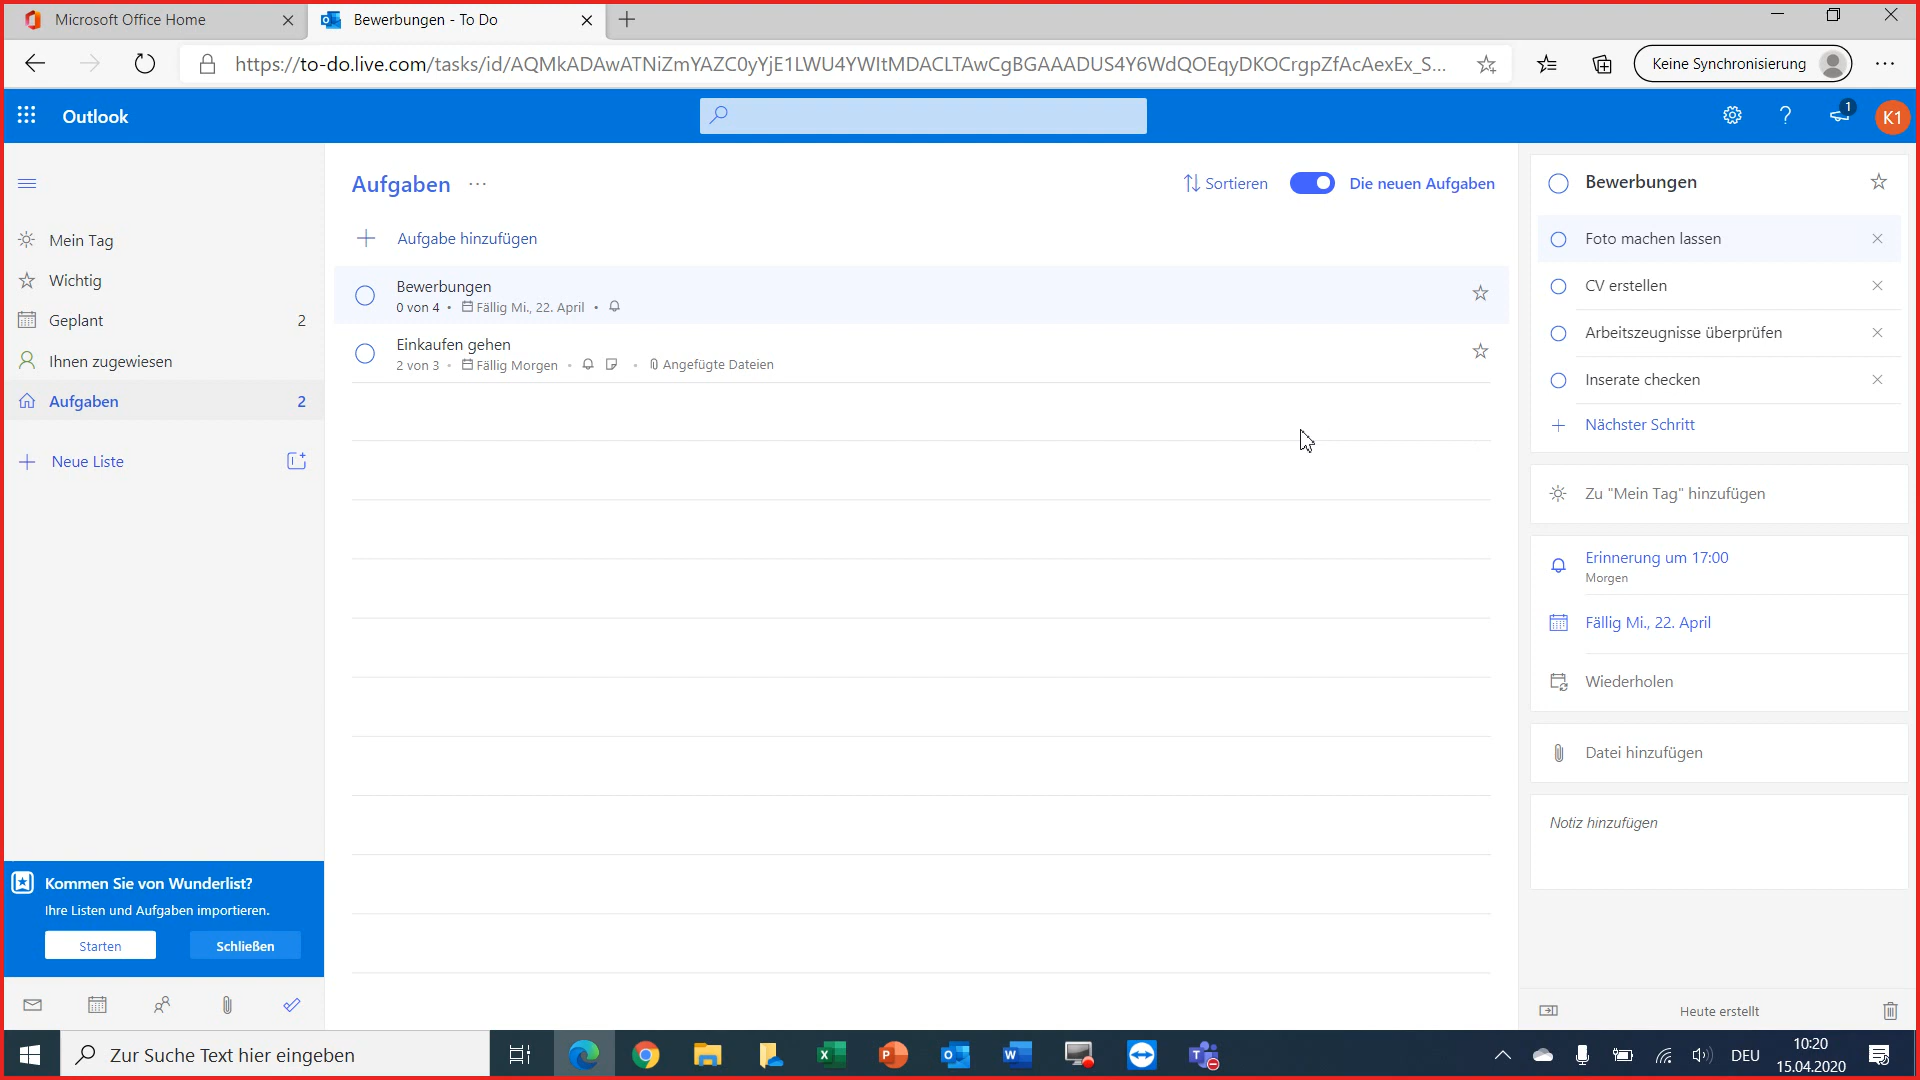 Microsoft Office Home
Bewerbungen - To Do
https://to-do.live.com/tasks/id/AQMkADAwATNiZmYAZC0yYjE1LWU4YWItMDACLTAwCgBGAAADUS4Y6WdQOEqyDKOCrgpZfAcAexEx_S...
Keine Synchronisierung
Outlook
1
K1
Aufgaben
Sortieren
Die neuen Aufgaben
Aufgabe hinzufügen
Mein Tag
Wichtig
Geplant 2
Ihnen zugewiesen
Aufgaben 2
Neue Liste
Bewerbungen
0 von 4 • Fällig Mi., 22. April •
Einkaufen gehen
2 von 3 • Fällig Morgen • • Angefügte Dateien
Bewerbungen
Foto machen lassen
CV erstellen
Arbeitszeugnisse überprüfen
Inserate checken
Nächster Schritt
Zu "Mein Tag" hinzufügen
Erinnerung um 17:00
Morgen
Fällig Mi., 22. April
Wiederholen
Datei hinzufügen
Notiz hinzufügen
Heute erstellt
Kommen Sie von Wunderlist?
Ihre Listen und Aufgaben importieren.
Starten
Schließen
Zur Suche Text hier eingeben
DEU
10:20
15.04.2020